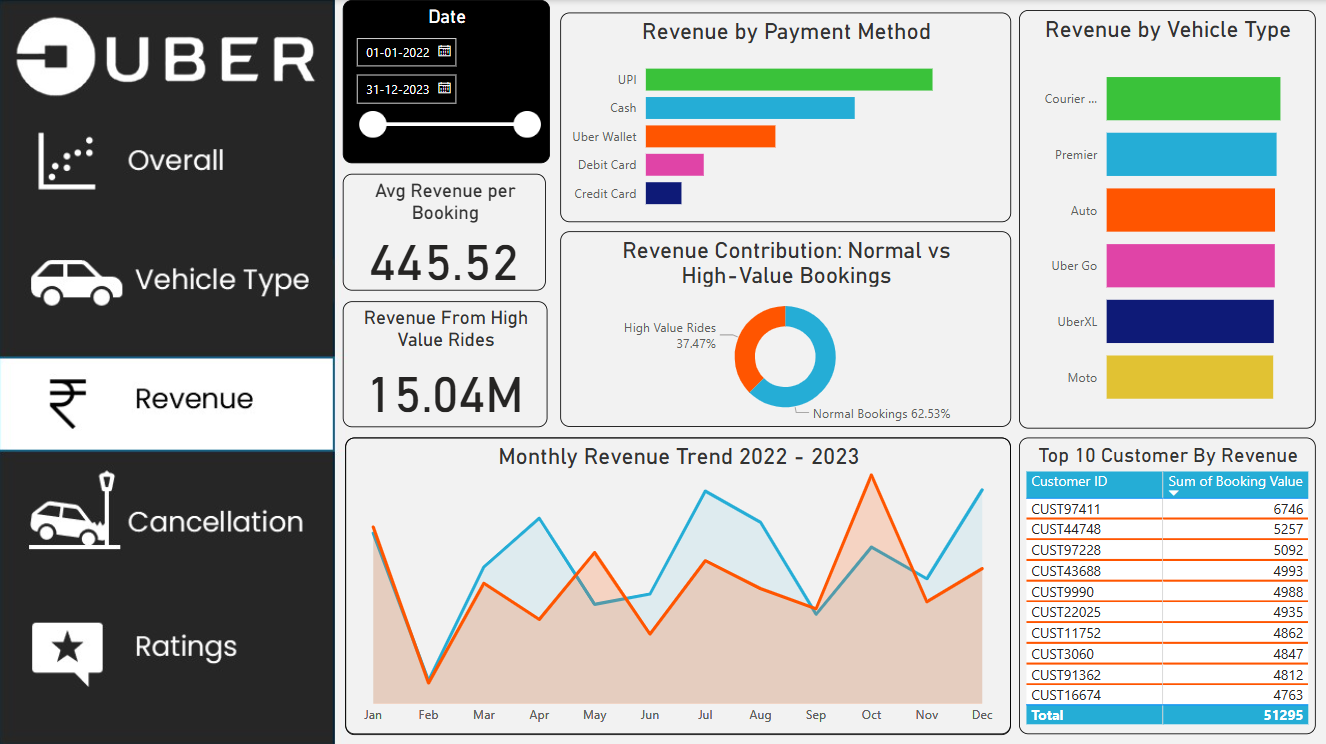 UBER
Overall
Vehicle Type
Revenue
Cancellation
Ratings
Date
01-01-2022
31-12-2023
Avg Revenue per
Booking
445.52
Revenue From High
Value Rides
15.04M
Revenue by Payment Method
UPI
Cash
Uber Wallet
Debit Card
Credit Card
Revenue Contribution: Normal vs
High-Value Bookings
High Value Rides
37.47%
Normal Bookings 62.53%
Revenue by Vehicle Type
Courier ...
Premier
Auto
Uber Go
UberXL
Moto
Monthly Revenue Trend 2022 - 2023
Jan Feb Mar Apr May Jun Jul Aug Sep Oct Nov Dec
Top 10 Customer By Revenue
Customer ID Sum of Booking Value
CUST97411 6746
CUST44748 5257
CUST97228 5092
CUST43688 4993
CUST9990 4988
CUST22025 4935
CUST11752 4862
CUST3060 4847
CUST91362 4812
CUST16674 4763
Total 51295